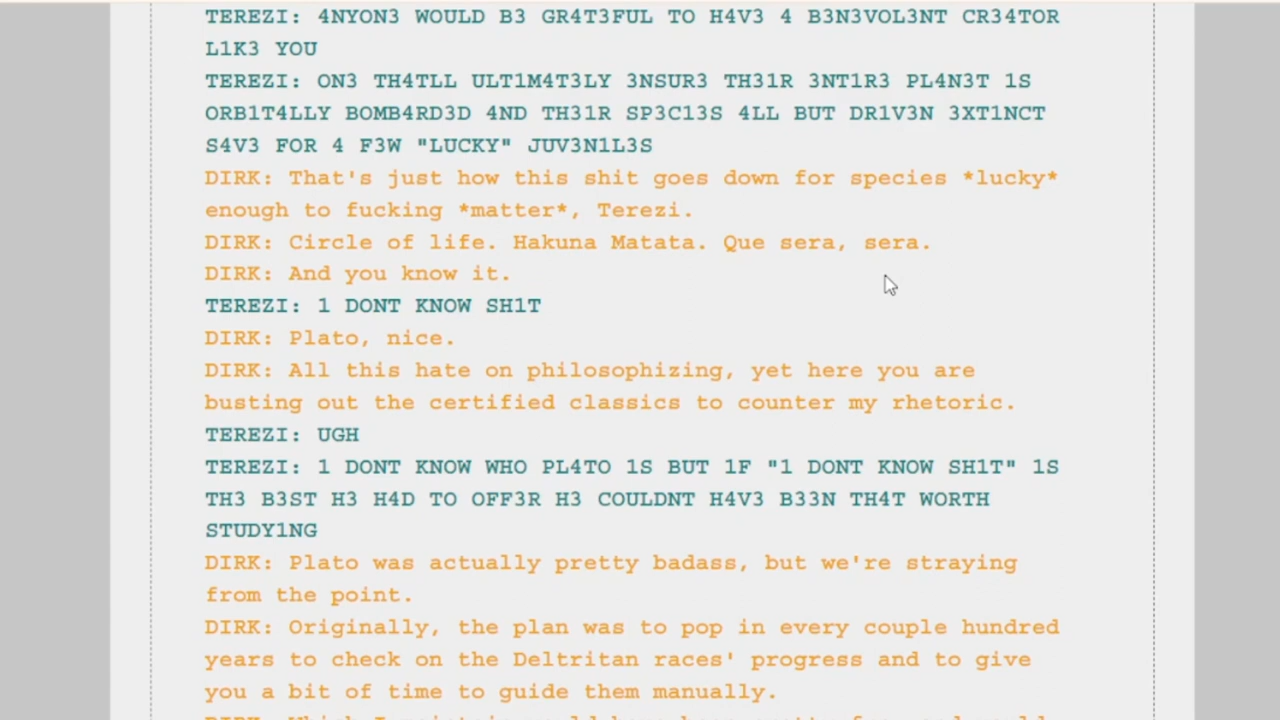 TEREZI: 4NYON3 WOULD B3 GR4T3FUL TO H4V3 4 B3N3VOL3NT CR34TOR
L1K3 YOU
TEREZI: ON3 TH4TLL ULT1M4T3LY 3NSUR3 TH31R 3NT1R3 PL4N3T 1S
ORB1T4LLY BOMB4RD3D 4ND TH31R SP3C13S 4LL BUT DR1V3N 3XT1NCT
S4V3 FOR 4 F3W "LUCKY" JUV3N1L3S
DIRK: That's just how this shit goes down for species *lucky*
enough to fucking *matter*, Terezi.
DIRK: Circle of life. Hakuna Matata. Que sera, sera.
DIRK: And you know it.
TEREZI: 1 DONT KNOW SH1T
DIRK: Plato, nice.
DIRK: All this hate on philosophizing, yet here you are
busting out the certified classics to counter my rhetoric.
TEREZI: UGH
TEREZI: 1 DONT KNOW WHO PL4TO 1S BUT 1F "1 DONT KNOW SH1T" 1S
TH3 B3ST H3 H4D TO OFF3R H3 COULDNT H4V3 B33N TH4T WORTH
STUDY1NG
DIRK: Plato was actually pretty badass, but we're straying
from the point.
DIRK: Originally, the plan was to pop in every couple hundred
years to check on the Deltritan races' progress and to give
you a bit of time to guide them manually.